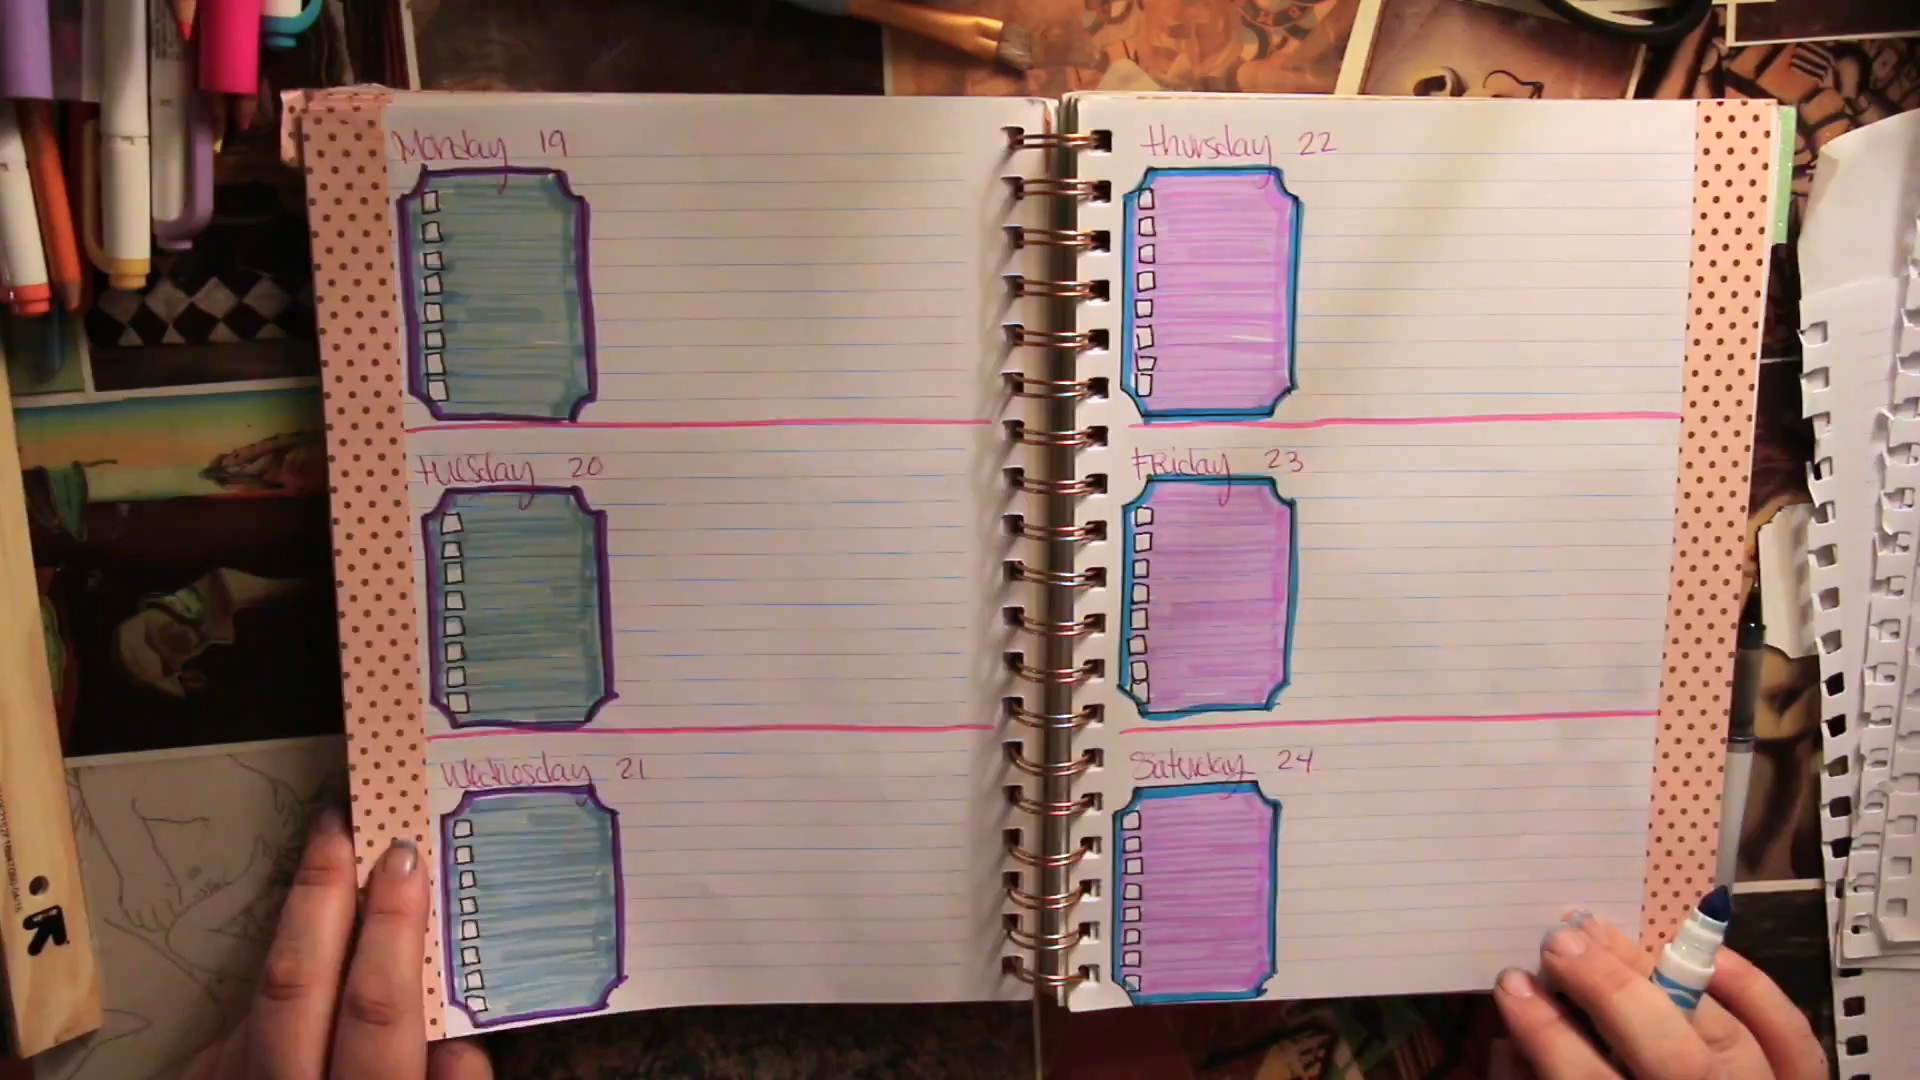 Monday 19
tuesday 20
Wednesday 21
thursday 22
FRiday 23
Saturday 24